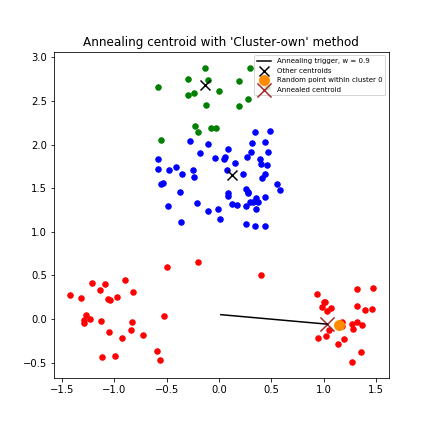 Annealing centroid with 'Cluster-own' method
Annealing trigger, w = 0.9
Other centroids
Random point within cluster 0
Annealed centroid
3.0
2.5
2.0
1.5
1.0
0.5
0.0
−0.5
−1.5 −1.0 −0.5 0.0 0.5 1.0 1.5